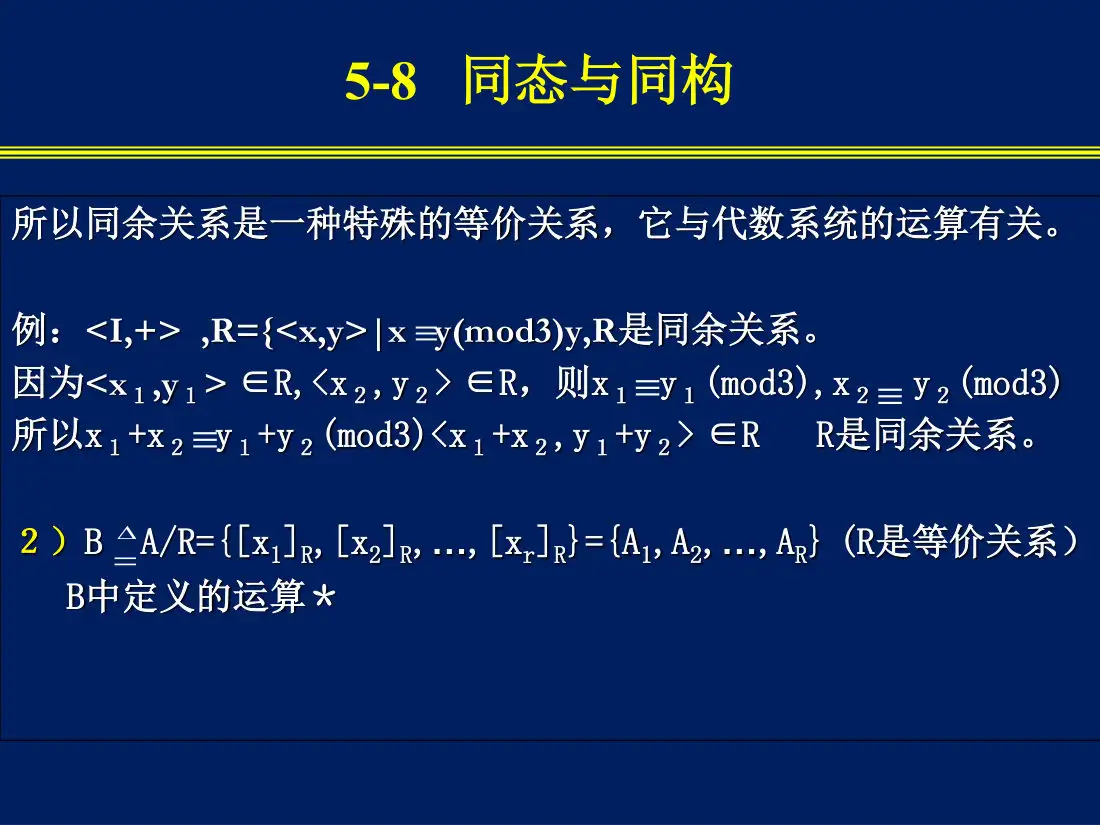 5-8 同态与同构
所以同余关系是一种特殊的等价关系，它与代数系统的运算有关。
例：<I,+> ,R={<x,y>|x ≡y(mod3)y,R是同余关系。
因为<x₁,y₁> ∈R,<x₂,y₂> ∈R，则x₁≡y₁(mod3),x₂≡ y₂(mod3)
所以x₁+x₂≡y₁+y₂(mod3)<x₁+x₂,y₁+y₂> ∈R R是同余关系。
2）B ≜ A/R={[x₁]R,[x₂]R,…,[xr]R}={A₁,A₂,…,AR} (R是等价关系）
B中定义的运算＊